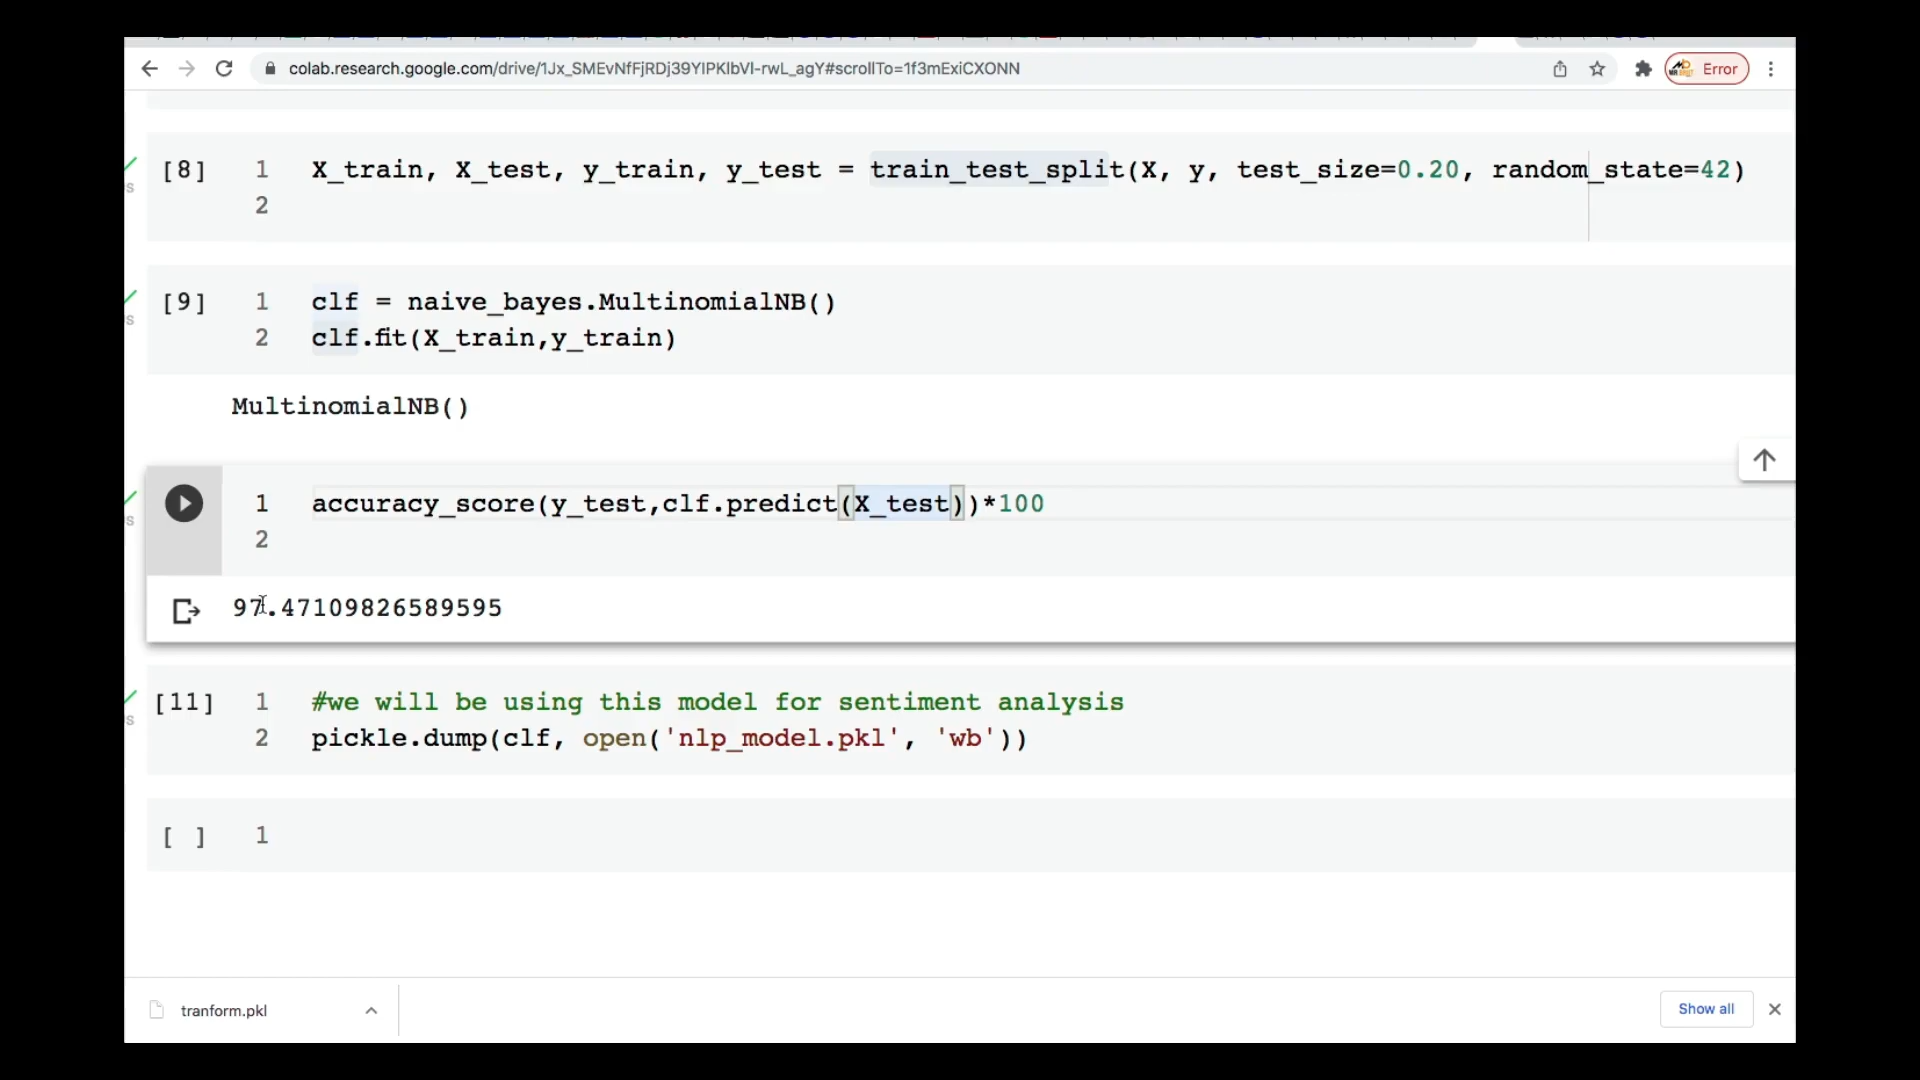 colab.research.google.com/drive/1Jx_SMEvNfFjRDj39YIPKlbVI-rwL_agY#scrollTo=1f3mExiCXONN Error
[8] 1 X_train, X_test, y_train, y_test = train_test_split(X, y, test_size=0.20, random_state=42)
s 2
[9] 1 clf = naive_bayes.MultinomialNB()
s 2 clf.fit(X_train,y_train)
MultinomialNB()
1 accuracy_score(y_test,clf.predict(X_test))*100
s 2
97.47109826589595
[11] 1 #we will be using this model for sentiment analysis
s 2 pickle.dump(clf, open('nlp_model.pkl', 'wb'))
[ ] 1
tranform.pkl Show all